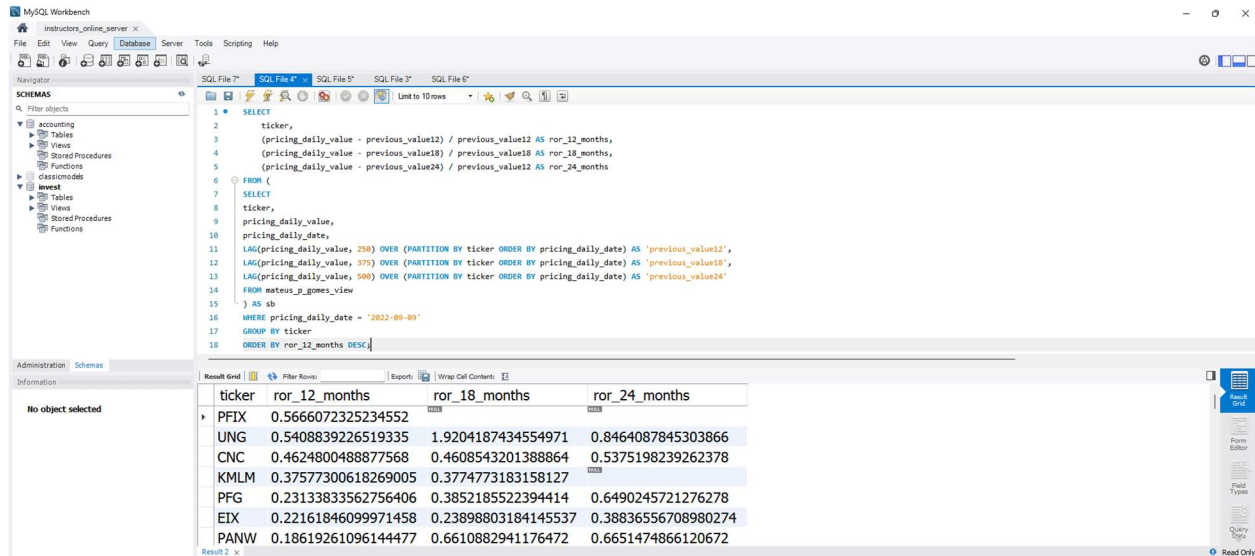 MySQL Workbench
instructors_online_server
File Edit View Query Database Server Tools Scripting Help
Navigator
SCHEMAS
Filter objects
accounting
Tables
Views
Stored Procedures
Functions
classicmodels
invest
Tables
Views
Stored Procedures
Functions
Administration Schemas
Information
No object selected
SQL File 7* SQL File 4* SQL File 5* SQL File 3* SQL File 6*
Limit to 10 rows
1 SELECT
2 ticker,
3 (pricing_daily_value - previous_value12) / previous_value12 AS ror_12_months,
4 (pricing_daily_value - previous_value18) / previous_value18 AS ror_18_months,
5 (pricing_daily_value - previous_value24) / previous_value12 AS ror_24_months
6 FROM (
7 SELECT
8 ticker,
9 pricing_daily_value,
10 pricing_daily_date,
11 LAG(pricing_daily_value, 250) OVER (PARTITION BY ticker ORDER BY pricing_daily_date) AS 'previous_value12',
12 LAG(pricing_daily_value, 375) OVER (PARTITION BY ticker ORDER BY pricing_daily_date) AS 'previous_value18',
13 LAG(pricing_daily_value, 500) OVER (PARTITION BY ticker ORDER BY pricing_daily_date) AS 'previous_value24'
14 FROM mateus_p_gomes_view
15 ) AS sb
16 WHERE pricing_daily_date = '2022-09-09'
17 GROUP BY ticker
18 ORDER BY ror_12_months DESC;
Result Grid Filter Rows: Export: Wrap Cell Content:
ticker ror_12_months ror_18_months ror_24_months
PFIX 0.5666072325234552 NULL NULL
UNG 0.5408839226519335 1.9204187434554971 0.8464087845303866
CNC 0.4624800488877568 0.4608543201388864 0.5375198239262378
KMLM 0.37577300618269005 0.3774773183158127 NULL
PFG 0.23133833562756406 0.3852185522394414 0.6490245721276278
EIX 0.22161846099971458 0.23898803184145537 0.38836556708980274
PANW 0.18619261096144477 0.6610882941176472 0.6651474866120672
Result Grid
Form Editor
Field Types
Query Stats
Result 2
Read Only